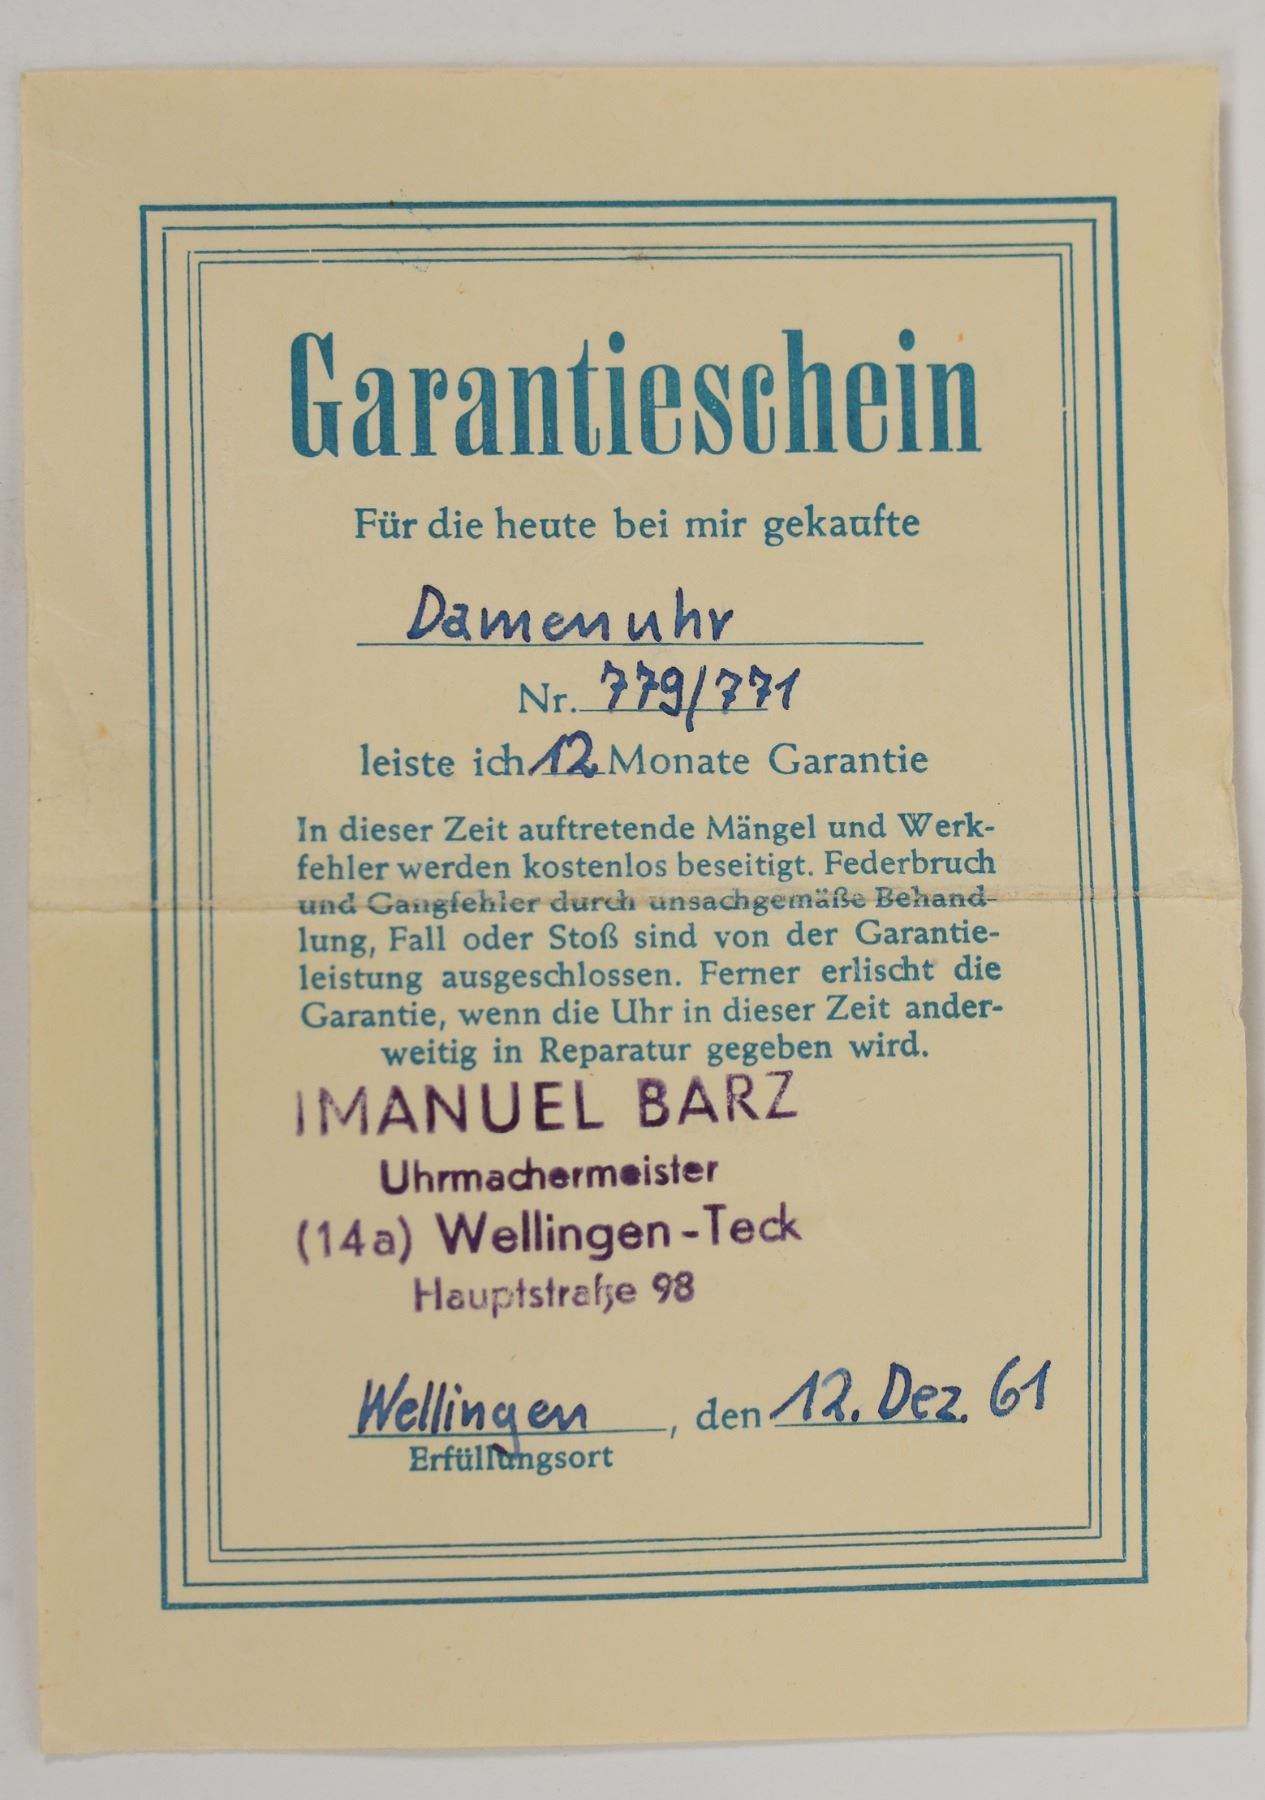 Garantieschein
Für die heute bei mir gekaufte
Damenuhr
Nr. 779/771
leiste ich 12 Monate Garantie
In dieser Zeit auftretende Mängel und Werk-
fehler werden kostenlos beseitigt. Federbruch
und Gangfehler durch unsachgemäße Behand-
lung, Fall oder Stoß sind von der Garantie-
leistung ausgeschlossen. Ferner erlischt die
Garantie, wenn die Uhr in dieser Zeit ander-
weitig in Reparatur gegeben wird.
IMANUEL BARZ
Uhrmachermeister
(14a) Wellingen-Teck
Hauptstraße 98
Wellingen, den 12. Dez. 61
Erfüllungsort